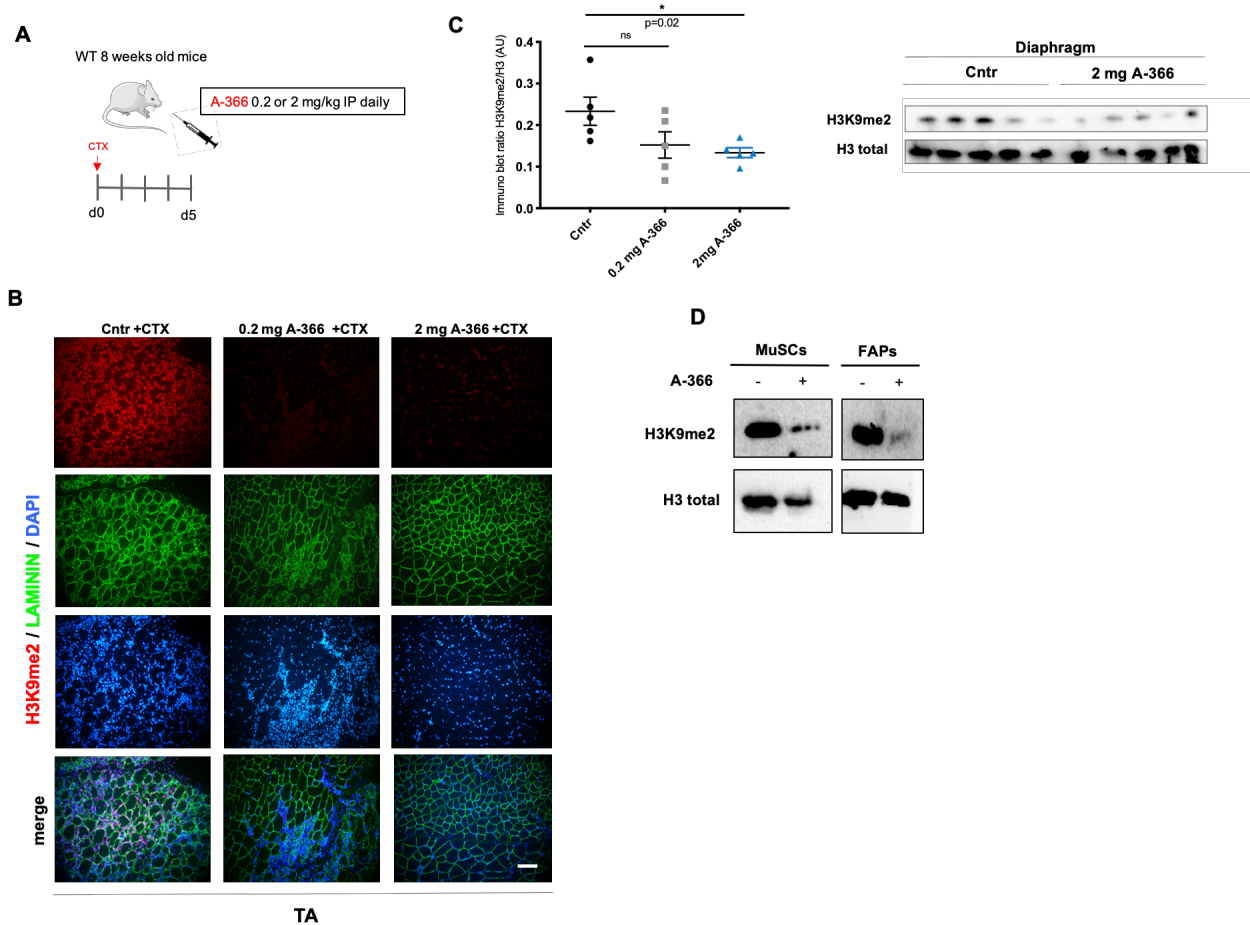 A
WT 8 weeks old mice
A-366 0.2 or 2 mg/kg IP daily
CTX
d0
d5
B
Cntr +CTX
0.2 mg A-366 +CTX
2 mg A-366 +CTX
H3K9me2 / LAMININ / DAPI
merge
TA
C
*
p=0.02
ns
Immuno blot ratio H3K9me2/H3 (AU)
0.4
0.3
0.2
0.1
0.0
Cntr
0.2 mg A-366
2mg A-366
Diaphragm
Cntr
2 mg A-366
H3K9me2
H3 total
D
MuSCs
FAPs
A-366
- +
- +
H3K9me2
H3 total